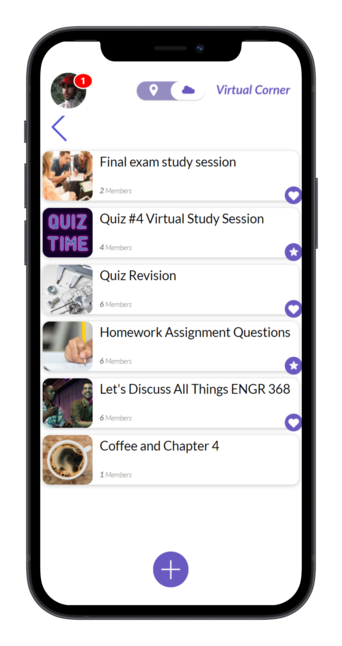 1
Virtual Corner
Final exam study session
2 Members
QUIZ
TIME
Quiz #4 Virtual Study Session
4 Members
Quiz Revision
6 Members
Homework Assignment Questions
6 Members
Let's Discuss All Things ENGR 368
6 Members
Coffee and Chapter 4
1 Members